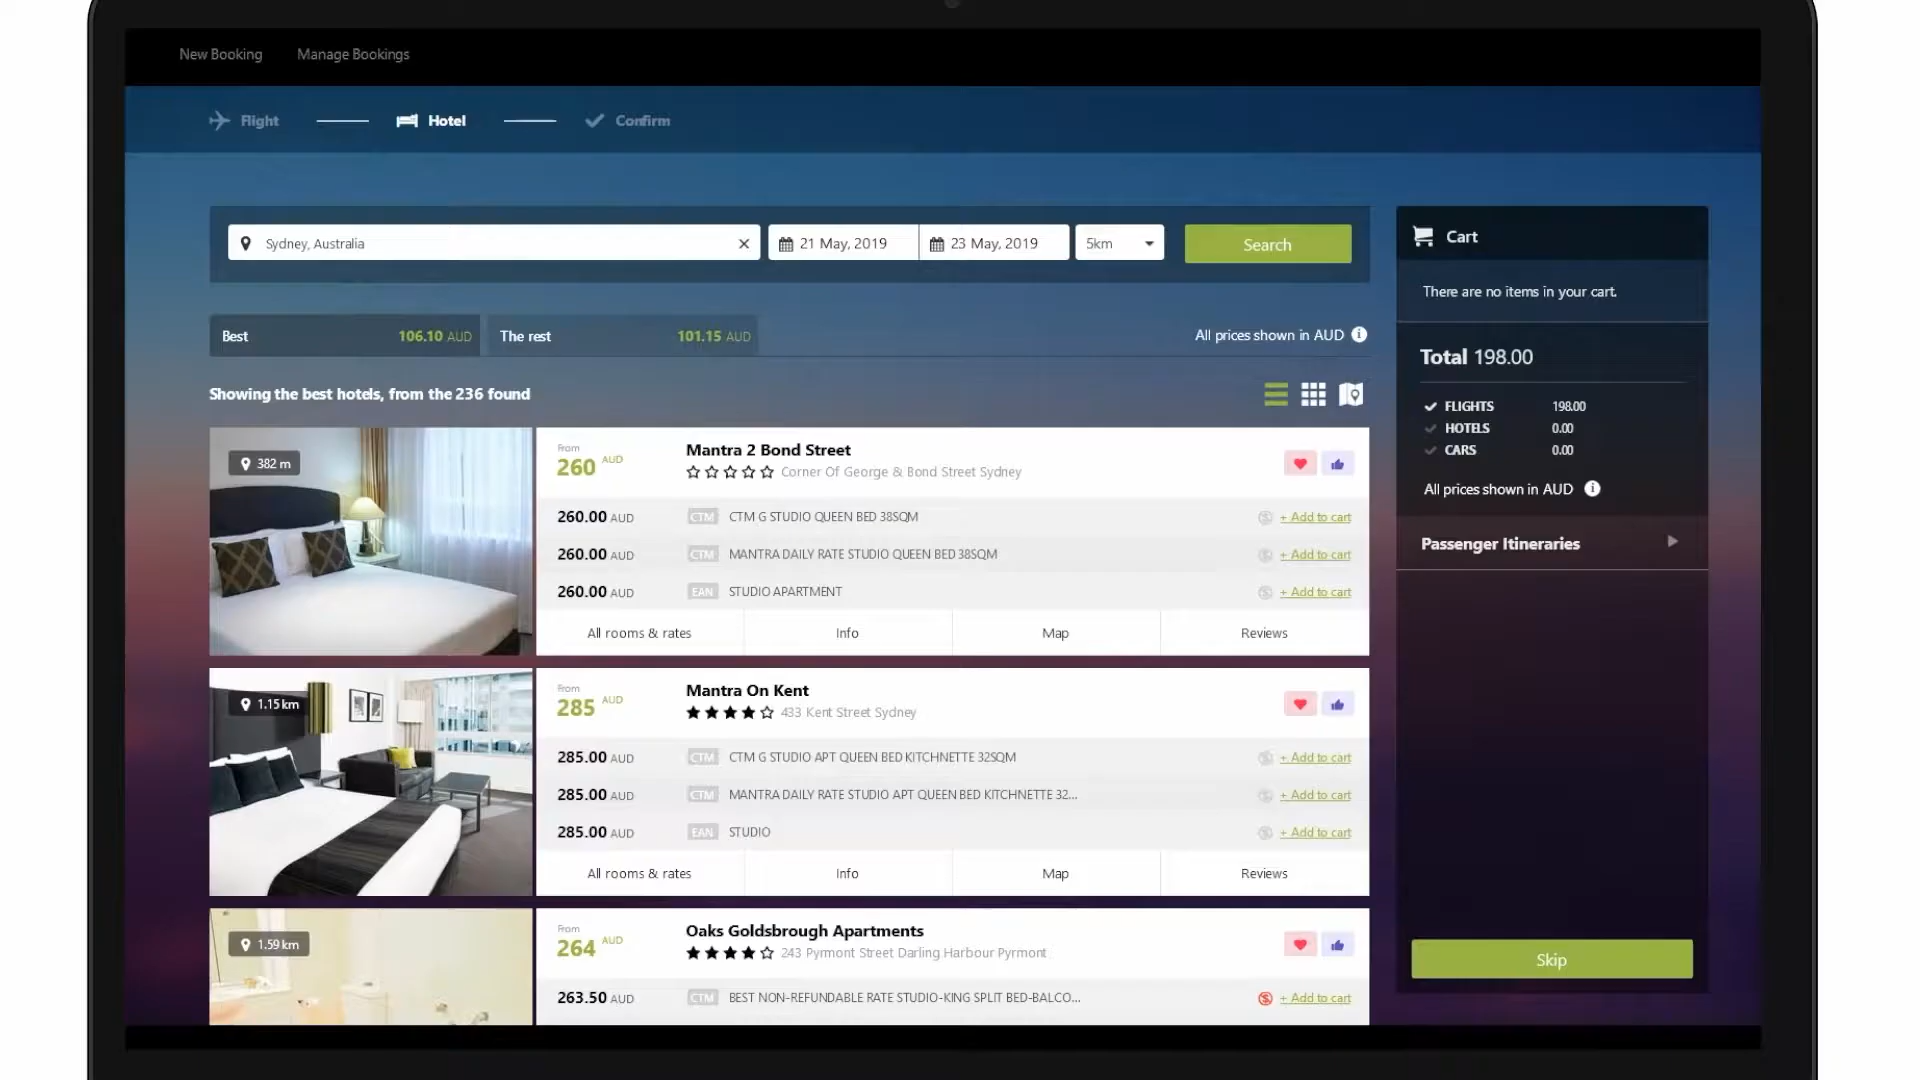 New Booking Manage Bookings
Flight Hotel Confirm
Sydney, Australia 21 May, 2019 23 May, 2019 5km Search
Best 106.10 AUD The rest 101.15 AUD All prices shown in AUD
Showing the best hotels, from the 236 found
382 m
From
260 AUD
Mantra 2 Bond Street
Corner Of George & Bond Street Sydney
260.00 AUD CTM CTM G STUDIO QUEEN BED 38SQM + Add to cart
260.00 AUD CTM MANTRA DAILY RATE STUDIO QUEEN BED 38SQM + Add to cart
260.00 AUD EAN STUDIO APARTMENT + Add to cart
All rooms & rates Info Map Reviews
1.15 km
From
285 AUD
Mantra On Kent
433 Kent Street Sydney
285.00 AUD CTM CTM G STUDIO APT QUEEN BED KITCHNETTE 32SQM + Add to cart
285.00 AUD CTM MANTRA DAILY RATE STUDIO APT QUEEN BED KITCHNETTE 32... + Add to cart
285.00 AUD EAN STUDIO + Add to cart
All rooms & rates Info Map Reviews
1.59 km
From
264 AUD
Oaks Goldsbrough Apartments
243 Pyrmont Street Darling Harbour Pyrmont
263.50 AUD CTM BEST NON-REFUNDABLE RATE STUDIO-KING SPLIT BED-BALCO... + Add to cart
Cart
There are no items in your cart.
Total 198.00
FLIGHTS 198.00
HOTELS 0.00
CARS 0.00
All prices shown in AUD
Passenger Itineraries
Skip